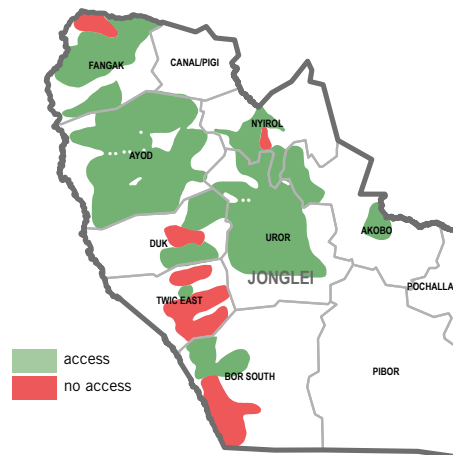 FANGAK
CANAL/PIGI
NYIROL
AYOD
AKOBO
DUK
UROR
JONGLEI
POCHALLA
TWIC EAST
access
no access
BOR SOUTH
PIBOR